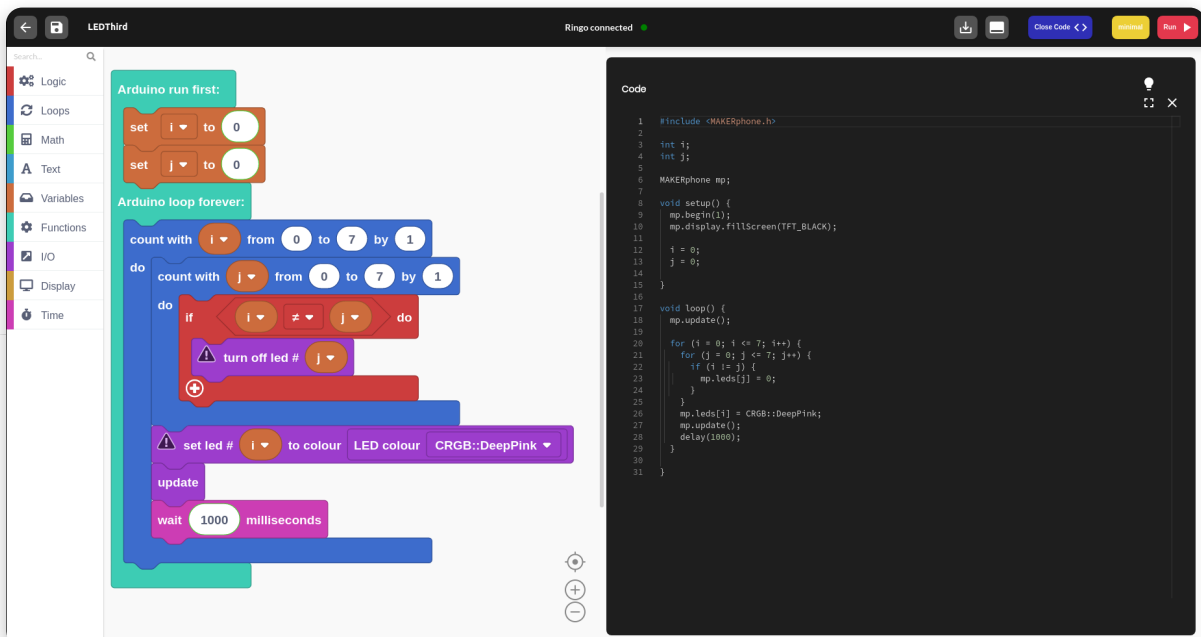 LEDThird
Ringo connected
Close Code < >
minimal
Run
Search...
Logic
Loops
Math
Text
Variables
Functions
I/O
Display
Time
Arduino run first:
set i to 0
set j to 0
Arduino loop forever:
count with i from 0 to 7 by 1
do
count with j from 0 to 7 by 1
do
if i ≠ j do
turn off led # j
set led # i to colour LED colour CRGB::DeepPink
update
wait 1000 milliseconds
Code
1 #include <MAKERphone.h>
2
3 int i;
4 int j;
5
6 MAKERphone mp;
7
8 void setup() {
9 mp.begin(1);
10 mp.display.fillScreen(TFT_BLACK);
11
12 i = 0;
13 j = 0;
14
15 }
16
17 void loop() {
18 mp.update();
19
20 for (i = 0; i <= 7; i++) {
21 for (j = 0; j <= 7; j++) {
22 if (i != j) {
23 mp.leds[j] = 0;
24 }
25 }
26 mp.leds[i] = CRGB::DeepPink;
27 mp.update();
28 delay(1000);
29 }
30
31 }